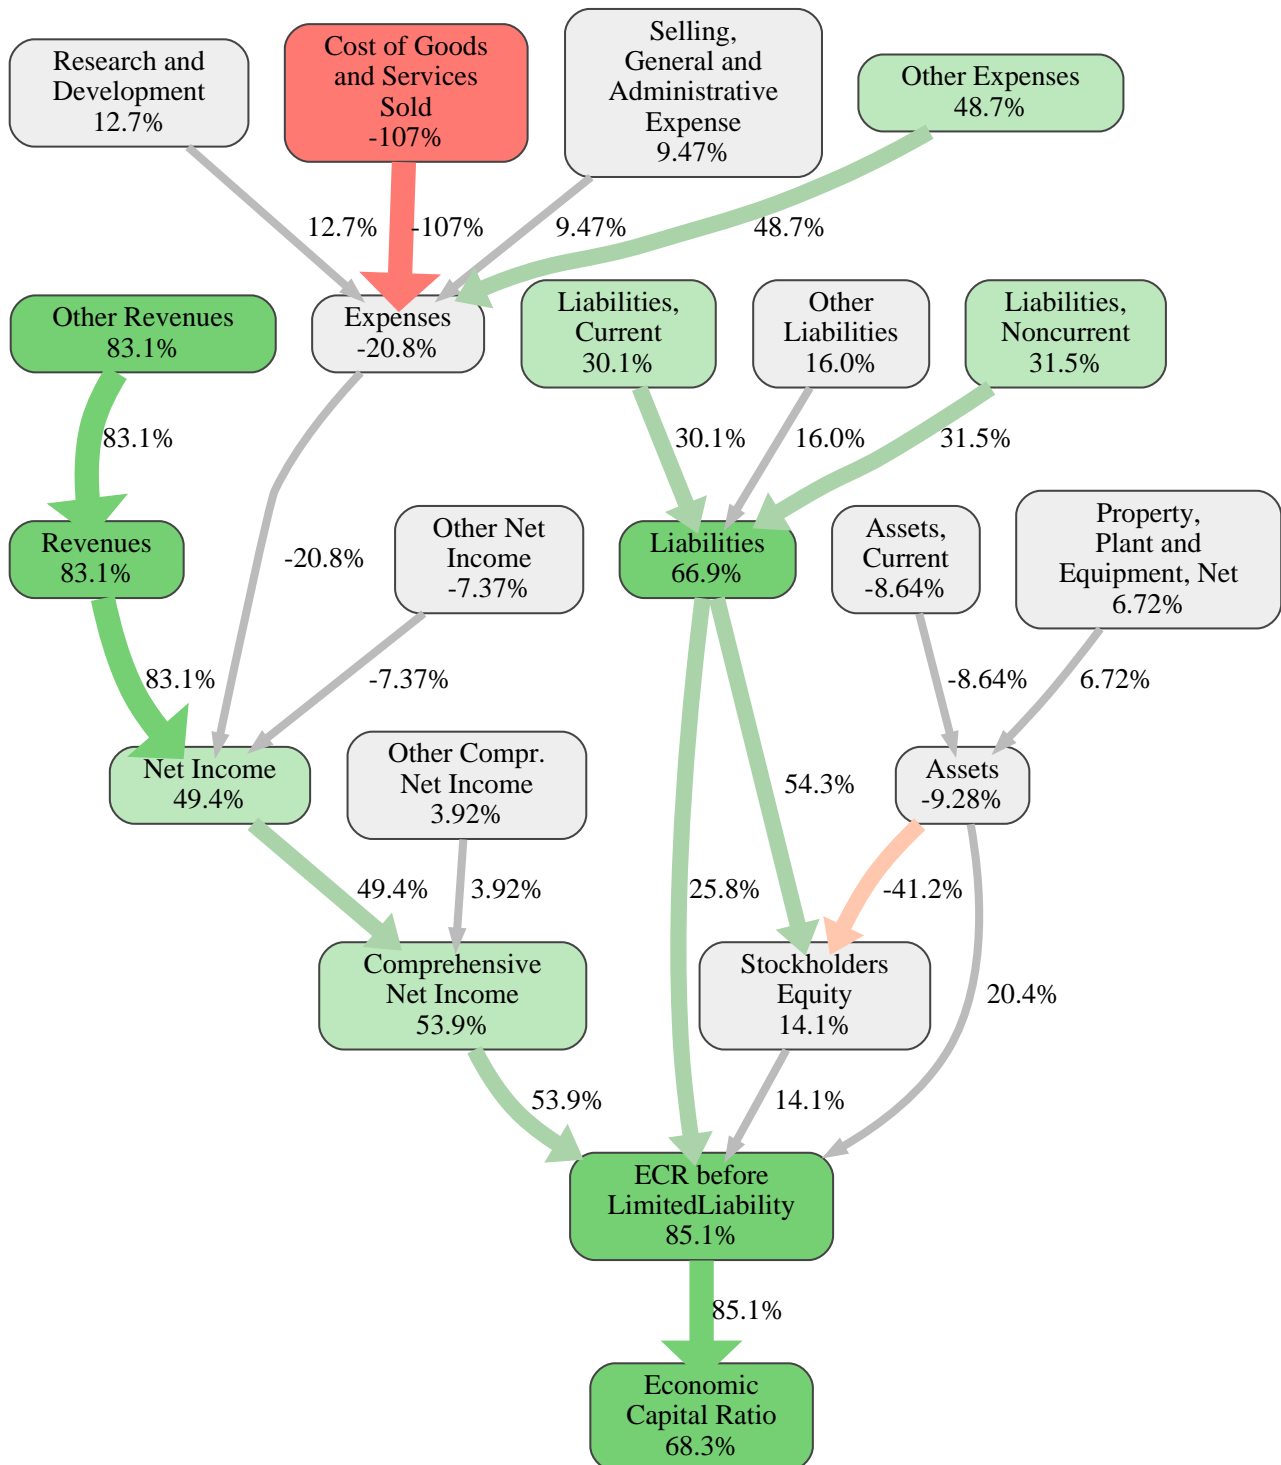 Research and
Development
12.7%
Cost of Goods
and Services
Sold
-107%
Selling,
General and
Administrative
Expense
9.47%
Other Expenses
48.7%
12.7%
-107%
9.47%
48.7%
Other Revenues
83.1%
Expenses
-20.8%
Liabilities,
Current
30.1%
Other
Liabilities
16.0%
Liabilities,
Noncurrent
31.5%
83.1%
30.1%
16.0%
31.5%
Revenues
83.1%
-20.8%
Other Net
Income
-7.37%
Liabilities
66.9%
Assets,
Current
-8.64%
Property,
Plant and
Equipment, Net
6.72%
83.1%
-7.37%
-8.64%
6.72%
Net Income
49.4%
Other Compr.
Net Income
3.92%
54.3%
Assets
-9.28%
49.4%
3.92%
25.8%
-41.2%
Comprehensive
Net Income
53.9%
Stockholders
Equity
14.1%
20.4%
53.9%
14.1%
ECR before
LimitedLiability
85.1%
85.1%
Economic
Capital Ratio
68.3%